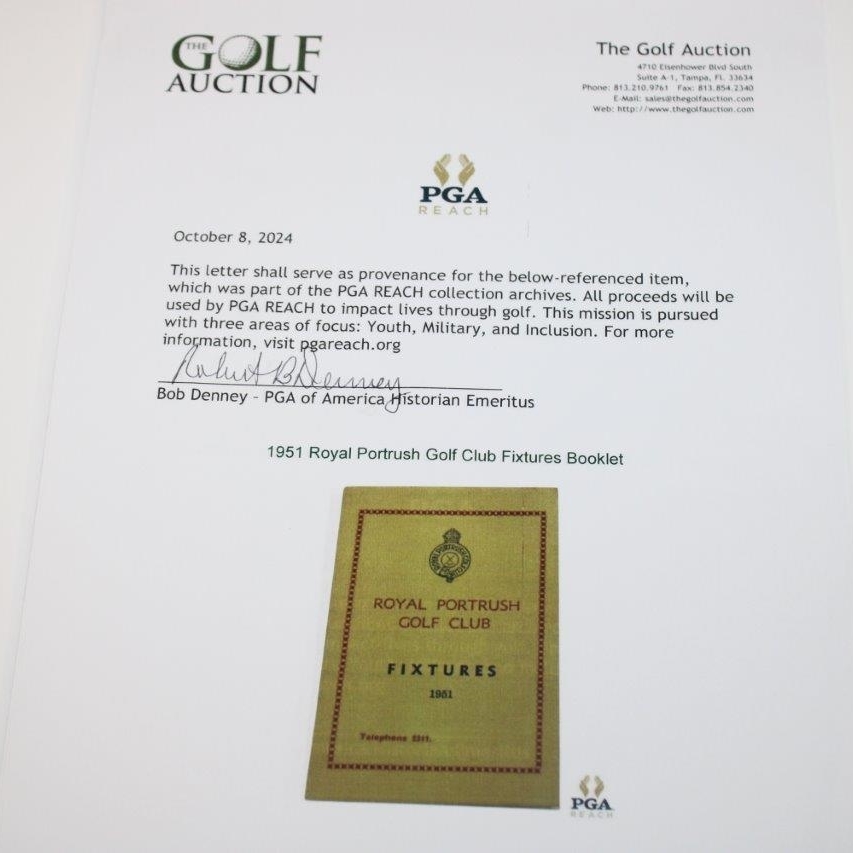 THE
GOLF
AUCTION
The Golf Auction
4710 Eisenhower Blvd South
Suite A-1, Tampa, FL 33634
Phone: 813.210.9761 Fax: 813.854.2340
E-Mail: sales@thegolfauction.com
Web: http://www.thegolfauction.com
PGA
REACH
October 8, 2024
This letter shall serve as provenance for the below-referenced item,
which was part of the PGA REACH collection archives. All proceeds will be
used by PGA REACH to impact lives through golf. This mission is pursued
with three areas of focus: Youth, Military, and Inclusion. For more
information, visit pgareach.org
Robert B Denney
Bob Denney - PGA of America Historian Emeritus
1951 Royal Portrush Golf Club Fixtures Booklet
ROYAL PORTRUSH GOLF CLUB
ROYAL PORTRUSH
GOLF CLUB
FIXTURES
1951
Telephone 2311.
PGA
REACH